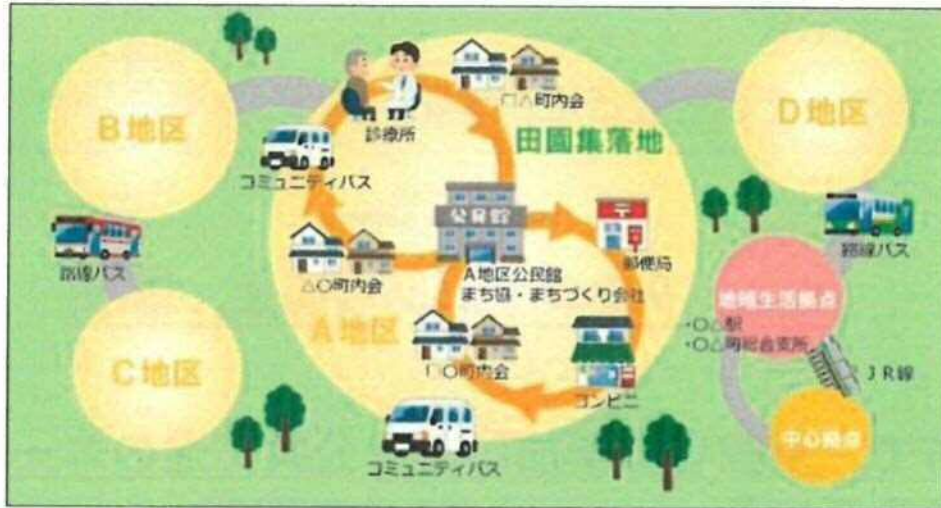 B地区
診療所
□△町内会
D地区
田園集落地
コミュニティバス
公民館
路線バス
郵便局
路線バス
△○町内会
A地区公民館
まち協・まちづくり会社
地域生活拠点
・○△駅
・○△町総合支所
A地区
C地区
○町内会
コンビニ
JR線
中心拠点
コミュニティバス